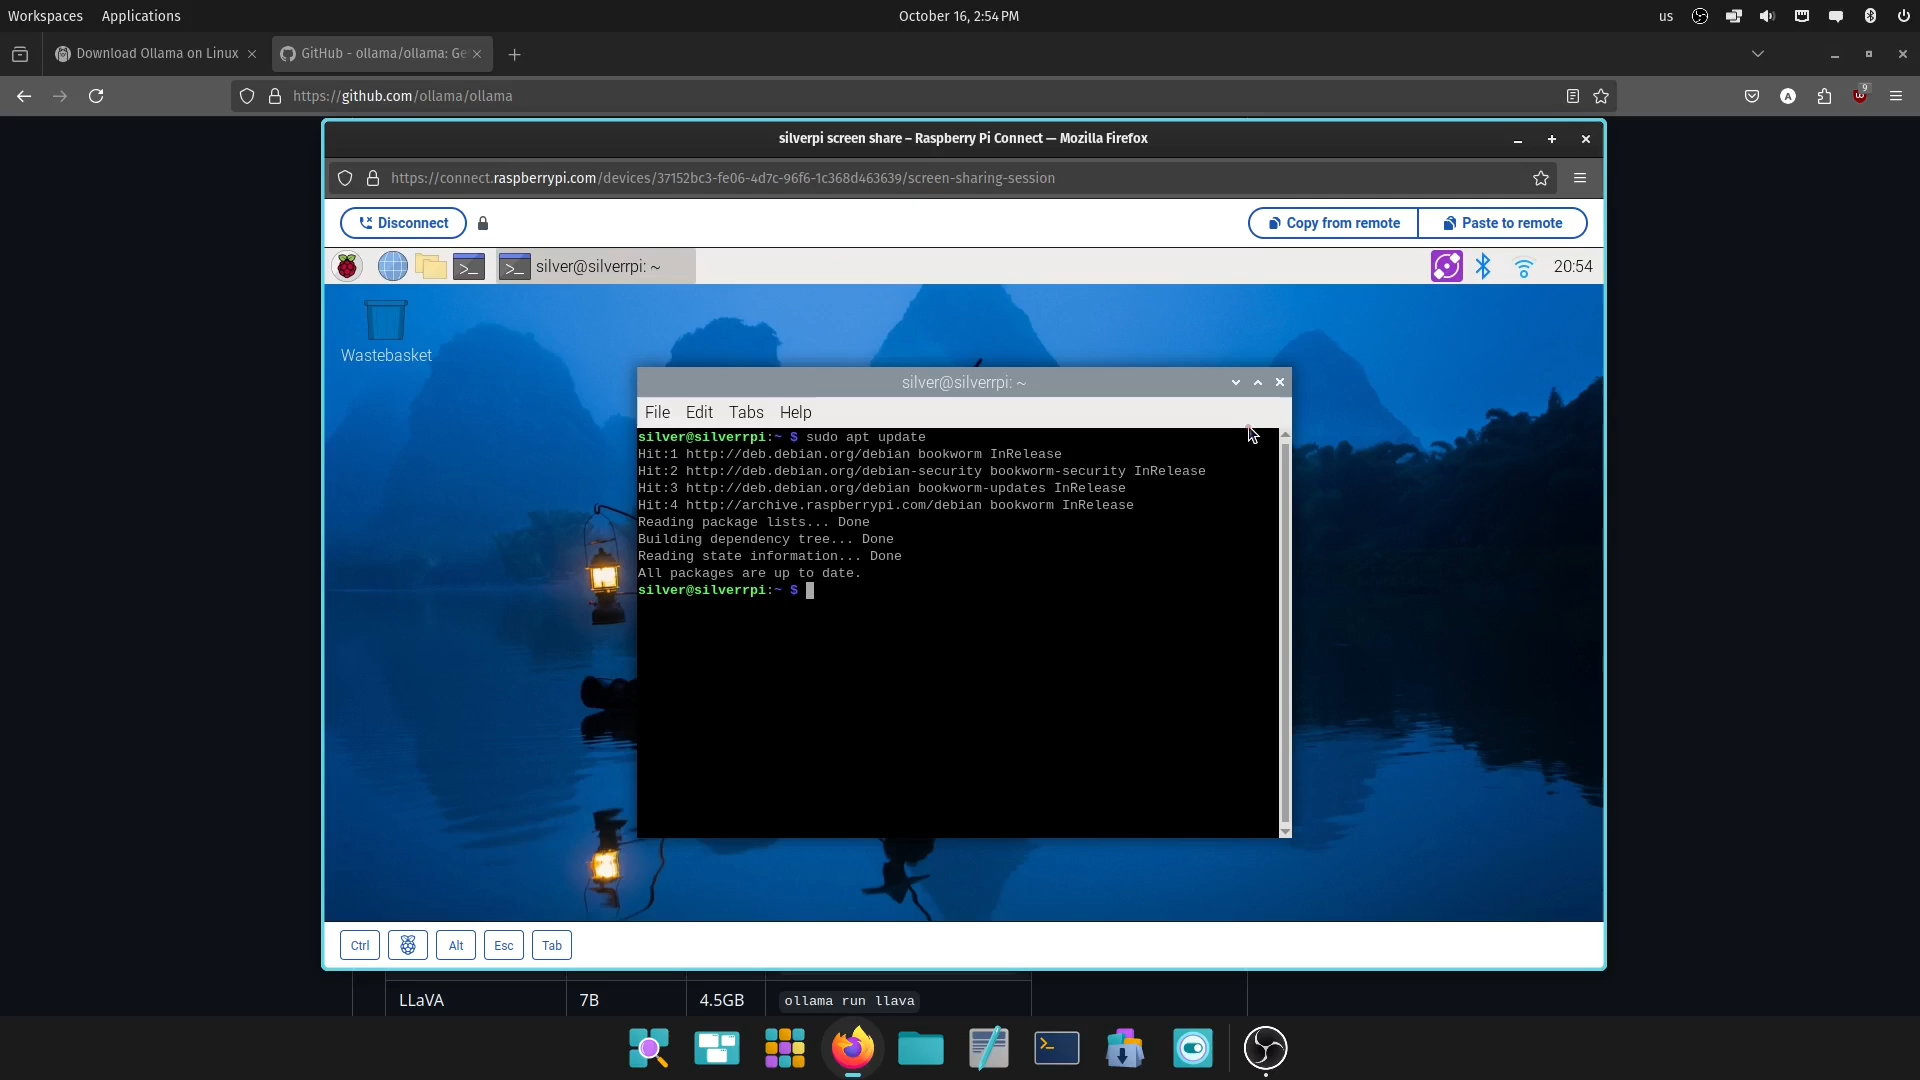 Workspaces Applications October 16, 2:54 PM us
Download Ollama on Linux GitHub - ollama/ollama: Ge
https://github.com/ollama/ollama A 9
silverpi screen share – Raspberry Pi Connect — Mozilla Firefox
https://connect.raspberrypi.com/devices/37152bc3-fe06-4d7c-96f6-1c368d463639/screen-sharing-session
Disconnect Copy from remote Paste to remote
silver@silverrpi: ~ 20:54
Wastebasket
silver@silverrpi: ~
File Edit Tabs Help
silver@silverrpi:~ $ sudo apt update
Hit:1 http://deb.debian.org/debian bookworm InRelease
Hit:2 http://deb.debian.org/debian-security bookworm-security InRelease
Hit:3 http://deb.debian.org/debian bookworm-updates InRelease
Hit:4 http://archive.raspberrypi.com/debian bookworm InRelease
Reading package lists... Done
Building dependency tree... Done
Reading state information... Done
All packages are up to date.
silver@silverrpi:~ $
Ctrl Alt Esc Tab
LLaVA 7B 4.5GB ollama run llava